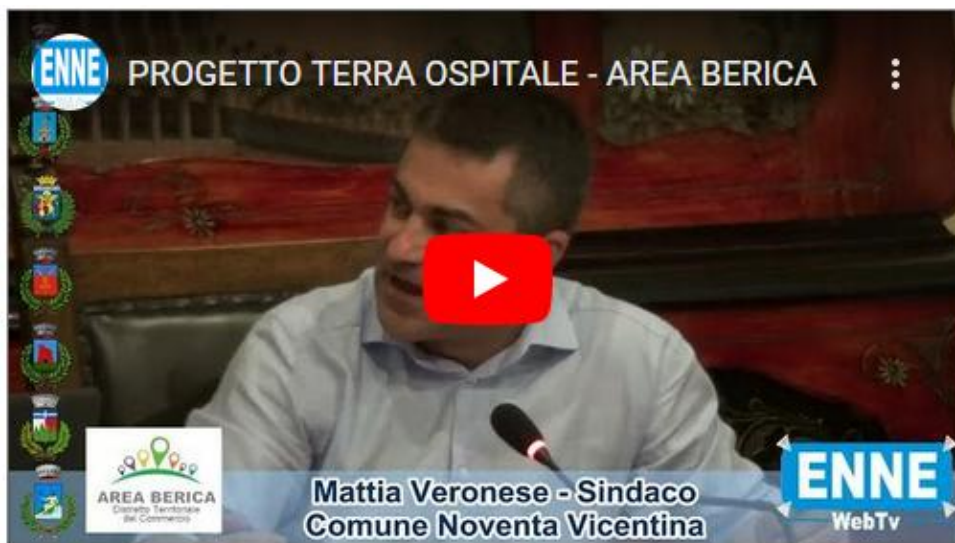 ENNE
PROGETTO TERRA OSPITALE - AREA BERICA
AREA BERICA
Distretto Territoriale
del Commercio
Mattia Veronese - Sindaco
Comune Noventa Vicentina
ENNE
WebTv